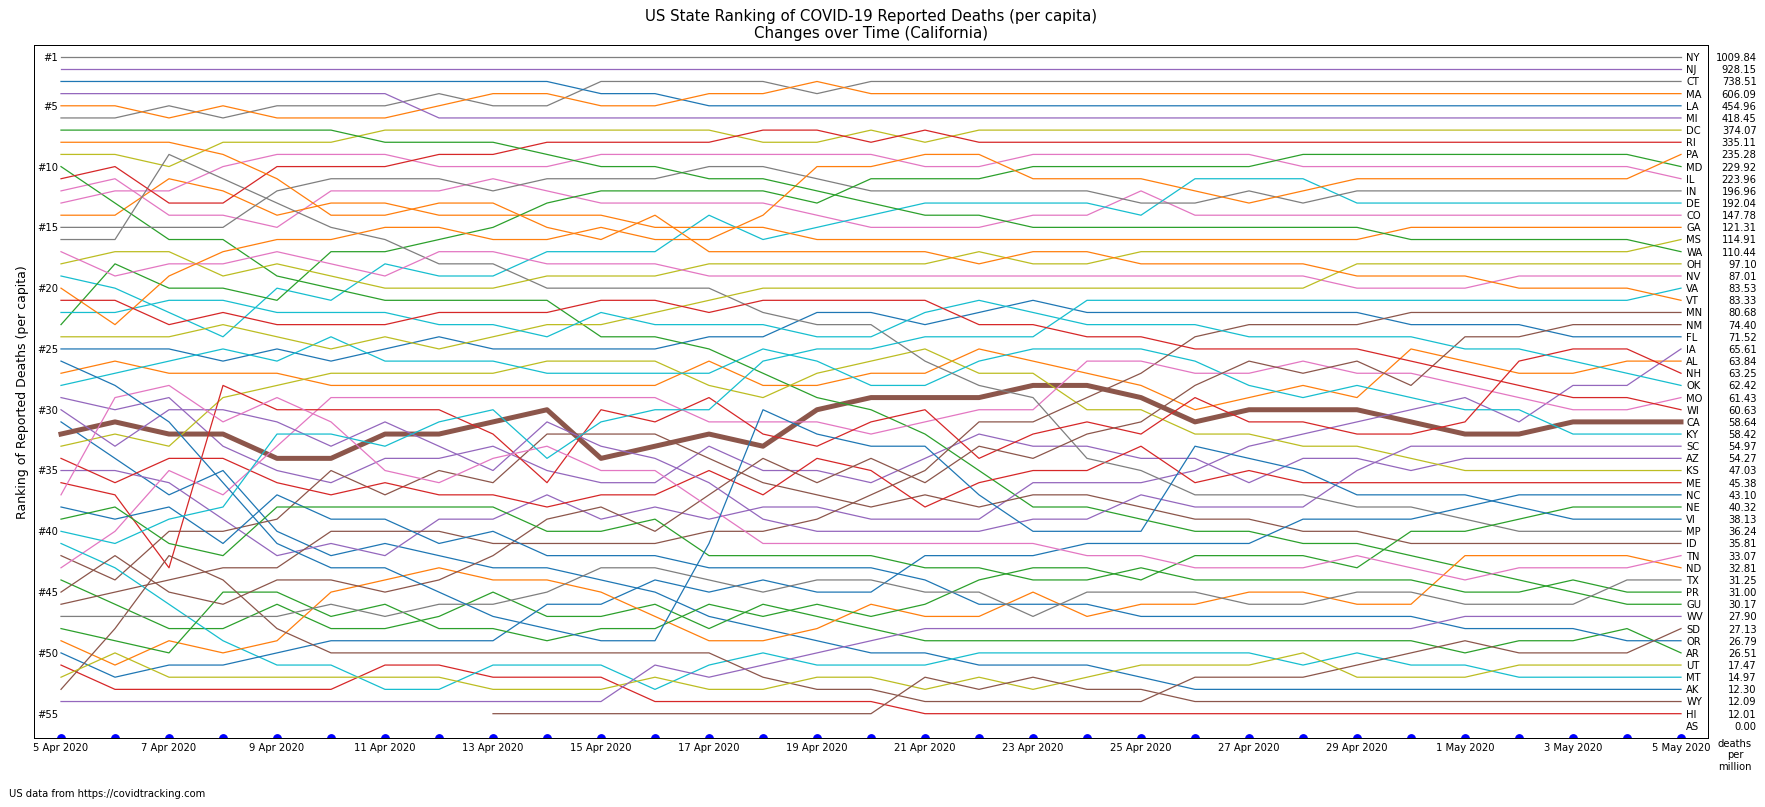 US State Ranking of COVID-19 Reported Deaths (per capita)
Changes over Time (California)
Ranking of Reported Deaths (per capita)
#1
#5
#10
#15
#20
#25
#30
#35
#40
#45
#50
#55
NY 1009.84
NJ 928.15
CT 738.51
MA 606.09
LA 454.96
MI 418.45
DC 374.07
RI 335.11
PA 235.28
MD 229.92
IL 223.96
IN 196.96
DE 192.04
CO 147.78
GA 121.31
MS 114.91
WA 110.44
OH 97.10
NV 87.01
VA 83.53
VT 83.33
MN 80.68
NM 74.40
FL 71.52
IA 65.61
AL 63.84
NH 63.25
OK 62.42
MO 61.43
WI 60.63
CA 58.64
KY 58.42
SC 54.97
AZ 54.27
KS 47.03
ME 45.38
NC 43.10
NE 40.32
VI 38.13
MP 36.24
ID 35.81
TN 33.07
ND 32.81
TX 31.25
PR 31.00
GU 30.17
WV 27.90
SD 27.13
OR 26.79
AR 26.51
UT 17.47
MT 14.97
AK 12.30
WY 12.09
HI 12.01
AS 0.00
5 Apr 2020 7 Apr 2020 9 Apr 2020 11 Apr 2020 13 Apr 2020 15 Apr 2020 17 Apr 2020 19 Apr 2020 21 Apr 2020 23 Apr 2020 25 Apr 2020 27 Apr 2020 29 Apr 2020 1 May 2020 3 May 2020 5 May 2020
deaths
per
million
US data from https://covidtracking.com